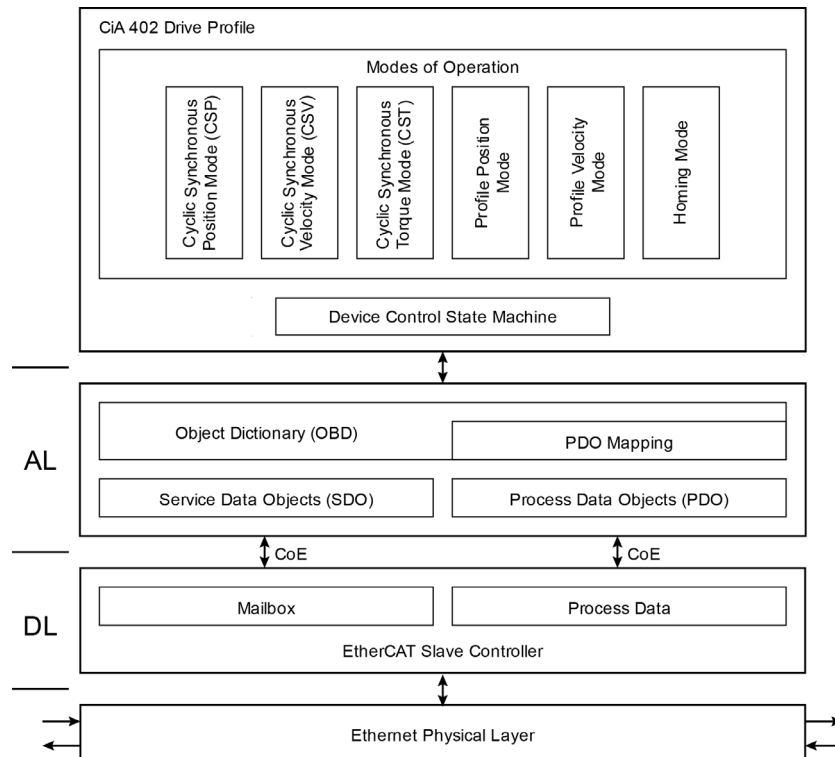 CiA 402 Drive Profile
Modes of Operation
Cyclic Synchronous
Position Mode (CSP)
Cyclic Synchronous
Velocity Mode (CSV)
Cyclic Synchronous
Torque Mode (CST)
Profile Position
Mode
Profile Velocity
Mode
Homing Mode
Device Control State Machine
AL
Object Dictionary (OBD)
PDO Mapping
Service Data Objects (SDO)
Process Data Objects (PDO)
CoE
CoE
DL
Mailbox
Process Data
EtherCAT Slave Controller
Ethernet Physical Layer